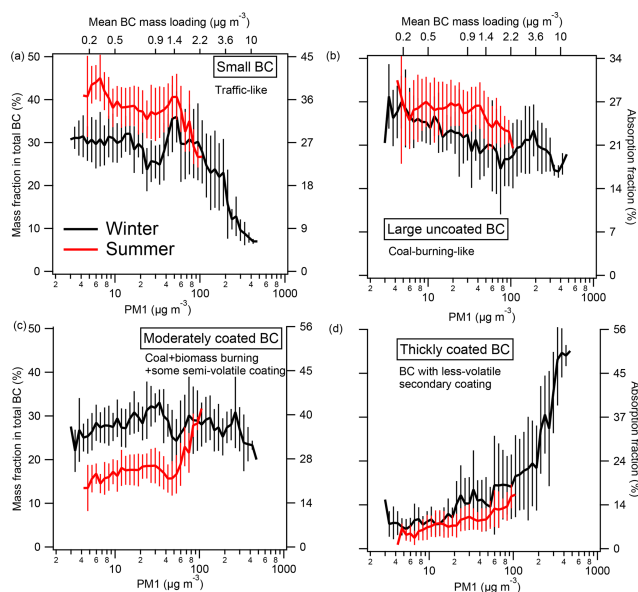 Mean BC mass loading (µg m⁻³)
0.2 0.5 0.9 1.4 2.2 3.6 10
(a)
50
40
30
20
10
0
Mass fraction in total BC (%)
Small BC
Traffic-like
Winter
Summer
45
36
27
18
9
0
2 4 6 8 10 2 4 6 8 100 2 4 6 8 1000
PM1 (µg m⁻³)
Mean BC mass loading (µg m⁻³)
0.2 0.5 0.9 1.4 2.2 3.6 10
(b)
Large uncoated BC
Coal-burning-like
34
27
21
14
7
0
Absorption fraction (%)
2 4 6 8 10 2 4 6 8 100 2 4 6 8 1000
PM1 (µg m⁻³)
(c)
50
40
30
20
10
0
Mass fraction in total BC (%)
Moderately coated BC
Coal+biomass burning
+some semi-volatile coating
56
42
28
14
0
2 4 6 8 10 2 4 6 8 100 2 4 6 8 1000
PM1 (µg m⁻³)
(d)
Thickly coated BC
BC with less-volatile
secondary coating
56
47
37
24
14
0
Absorption fraction (%)
2 4 6 8 10 2 4 6 8 100 2 4 6 8 1000
PM1 (µg m⁻³)